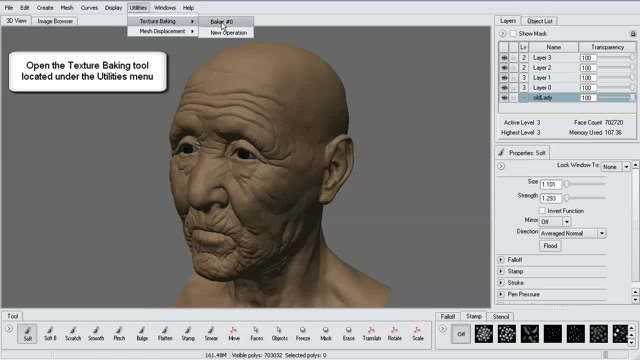 File Edit Create Mesh Curves Display Utilities Windows Help
3D View Image Browser
Texture Baking
Mesh Displacement
Baker #0
New Operation
Open the Texture Baking tool
located under the Utilities menu
Layers Object List
Show Mask
Lv Name Transparency
2 Layer 3 100
2 Layer 2 100
3 Layer 1 100
3 Layer 0 100
oldLady 100
Active Level 3 Face Count 702720
Highest Level 3 Memory Used 107.36
Properties: Soft
Lock Window To: None
Size 1.101
Strength 1.293
Invert Function
Mirror Off
Direction Averaged Normal
Flood
Falloff
Stamp
Stroke
Pen Pressure
Tool
Soft Soft B Scratch Smooth Pinch Bulge Flatten Stamp Smear Move Faces Objects Freeze Mask Erase Translate Rotate Scale
Falloff Stamp Stencil
Off
161.48M Visible polys: 703032 Selected polys: 0